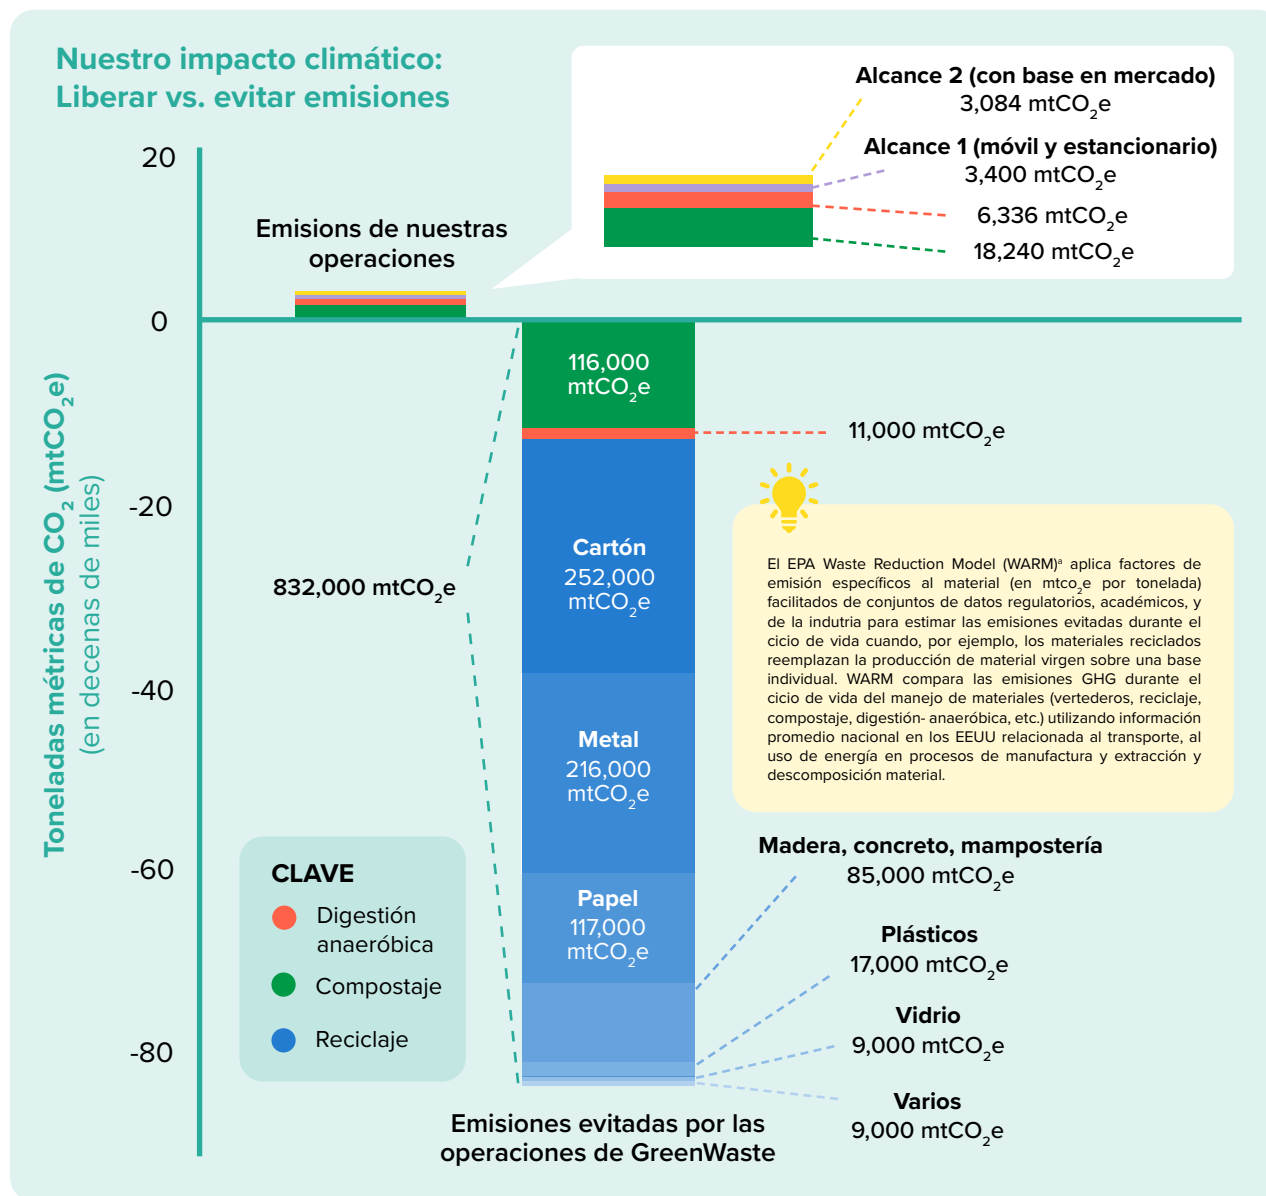 Nuestro impacto climático:
Liberar vs. evitar emisiones
Alcance 2 (con base en mercado)
3,084 mtCO₂e
Alcance 1 (móvil y estancionario)
3,400 mtCO₂e
6,336 mtCO₂e
18,240 mtCO₂e
Emisions de nuestras
operaciones
20
0
-20
-40
-60
-80
Toneladas métricas de CO₂ (mtCO₂e)
(en decenas de miles)
116,000
mtCO₂e
11,000 mtCO₂e
832,000 mtCO₂e
Cartón
252,000
mtCO₂e
Metal
216,000
mtCO₂e
Papel
117,000
mtCO₂e
El EPA Waste Reduction Model (WARM)ᵃ aplica factores de
emisión específicos al material (en mtco₂e por tonelada)
facilitados de conjuntos de datos regulatorios, académicos, y
de la indutria para estimar las emisiones evitadas durante el
cicio de vida cuando, por ejemplo, los materiales reciclados
reemplazan la producción de material virgen sobre una base
individual. WARM compara las emisiones GHG durante el
cicio de vida del manejo de materiales (vertederos, reciclaje,
compostaje, digestión- anaeróbica, etc.) utilizando información
promedio nacional en los EEUU relacionada al transporte, al
uso de energía en procesos de manufactura y extracción y
descomposición material.
Madera, concreto, mampostería
85,000 mtCO₂e
Plásticos
17,000 mtCO₂e
Vidrio
9,000 mtCO₂e
Varios
9,000 mtCO₂e
CLAVE
Digestión
anaeróbica
Compostaje
Reciclaje
Emisiones evitadas por las
operaciones de GreenWaste